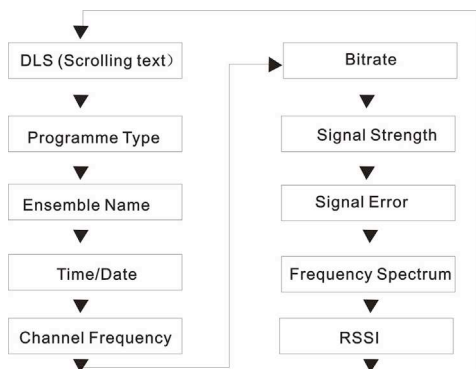 DLS (Scrolling text）
Programme Type
Ensemble Name
Time/Date
Channel Frequency
Bitrate
Signal Strength
Signal Error
Frequency Spectrum
RSSI